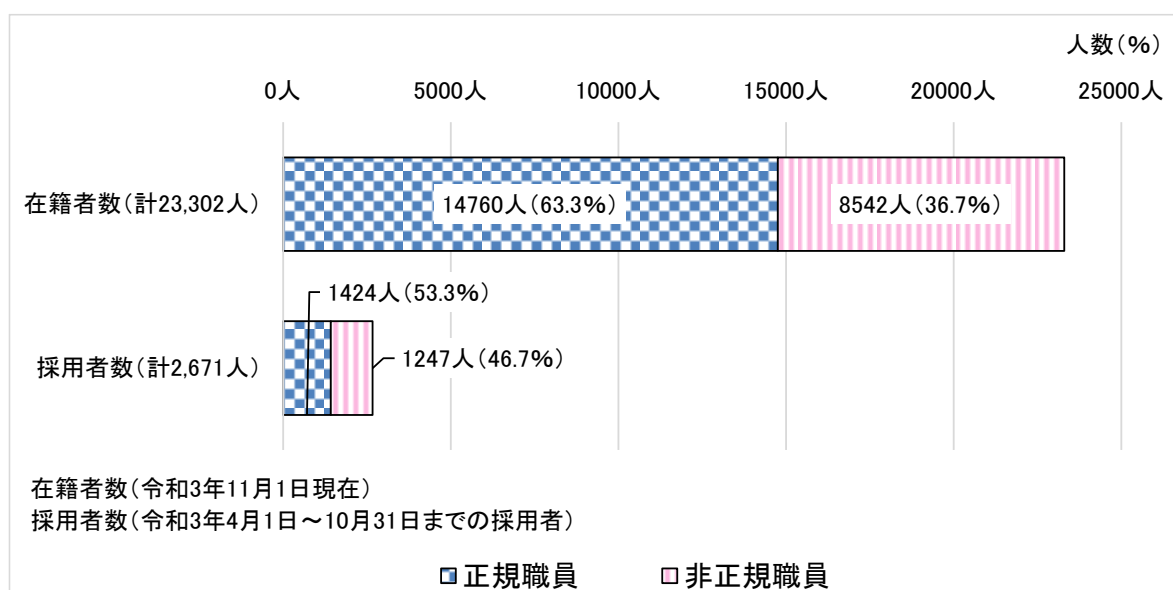 人数(%)
0人 5000人 10000人 15000人 20000人 25000人
在籍者数(計23,302人) 14760人(63.3%) 8542人(36.7%)
1424人(53.3%)
採用者数(計2,671人) 1247人(46.7%)
在籍者数(令和3年11月1日現在)
採用者数(令和3年4月1日～10月31日までの採用者)
正規職員 非正規職員